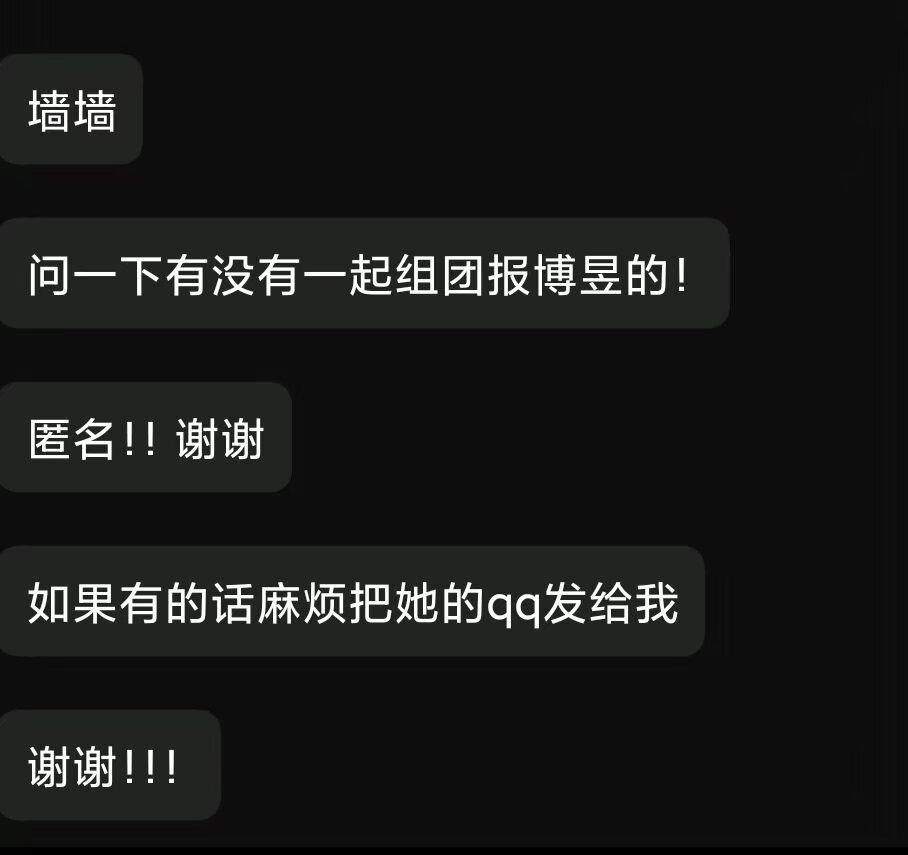 墙墙
问一下有没有一起组团报博昱的！
匿名！！谢谢
如果有的话麻烦把她的qq发给我
谢谢！！！